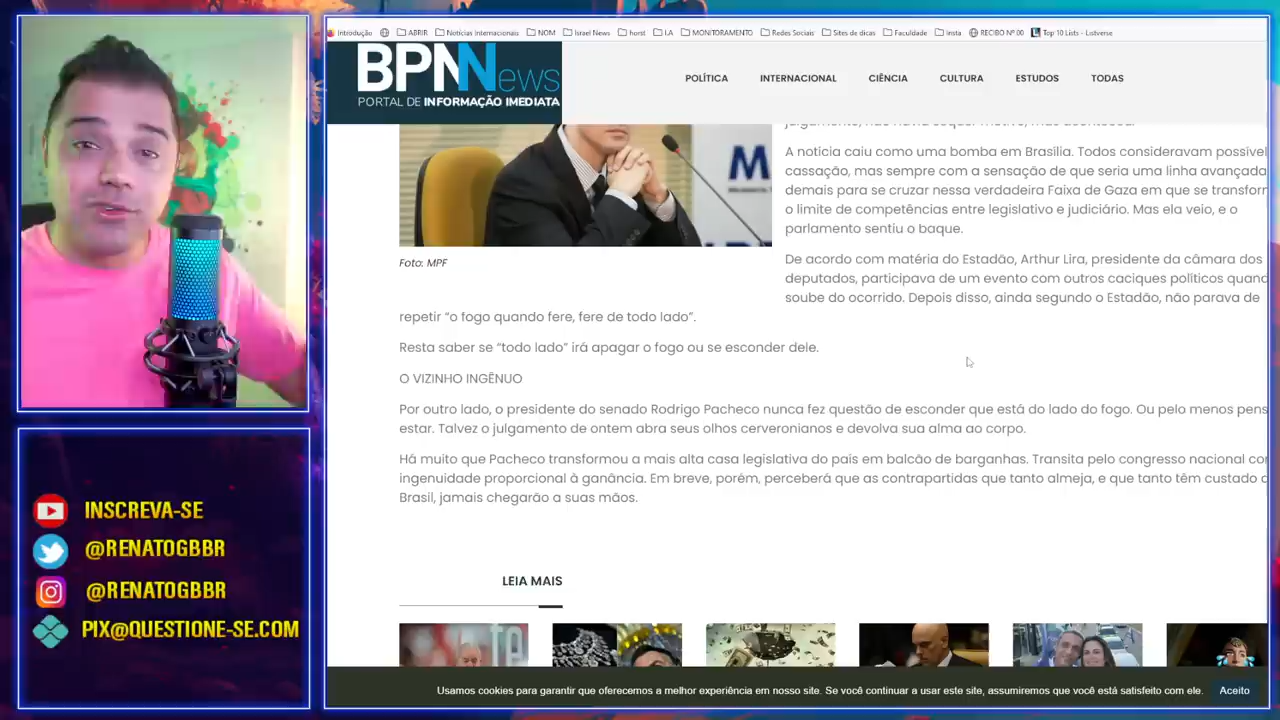 Introdução ABRIR Notícias Internacionais NOM Israel News horst I.A MONITORAMENTO Redes Sociais Sites de dicas Faculdade Insta RECIBO Nº 00 Top 10 Lists - Listverse
BPNNews
PORTAL DE INFORMAÇÃO IMEDIATA
POLÍTICA INTERNACIONAL CIÊNCIA CULTURA ESTUDOS TODAS
A notícia caiu como uma bomba em Brasília. Todos consideravam possível
cassação, mas sempre com a sensação de que seria uma linha avançada
demais para se cruzar nessa verdadeira Faixa de Gaza em que se transform
o limite de competências entre legislativo e judiciário. Mas ela veio, e o
parlamento sentiu o baque.
De acordo com matéria do Estadão, Arthur Lira, presidente da câmara dos
deputados, participava de um evento com outros caciques políticos quand
soube do ocorrido. Depois disso, ainda segundo o Estadão, não parava de
Foto: MPF
repetir “o fogo quando fere, fere de todo lado”.
Resta saber se “todo lado” irá apagar o fogo ou se esconder dele.
O VIZINHO INGÊNUO
Por outro lado, o presidente do senado Rodrigo Pacheco nunca fez questão de esconder que está do lado do fogo. Ou pelo menos pens
estar. Talvez o julgamento de ontem abra seus olhos cerveronianos e devolva sua alma ao corpo.
Há muito que Pacheco transformou a mais alta casa legislativa do país em balcão de barganhas. Transita pelo congresso nacional co
ingenuidade proporcional à ganância. Em breve, porém, perceberá que as contrapartidas que tanto almeja, e que tanto têm custado
Brasil, jamais chegarão a suas mãos.
LEIA MAIS
Usamos cookies para garantir que oferecemos a melhor experiência em nosso site. Se você continuar a usar este site, assumiremos que você está satisfeito com ele. Aceito
INSCREVA-SE
@RENATOGBBR
@RENATOGBBR
PIX@QUESTIONE-SE.COM